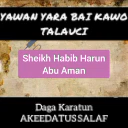 YAWAN YARA BAI KAWO
TALAUCI
Sheikh Habib Harun
Abu Aman
Daga Karatun
AKEEDATUS SALAF